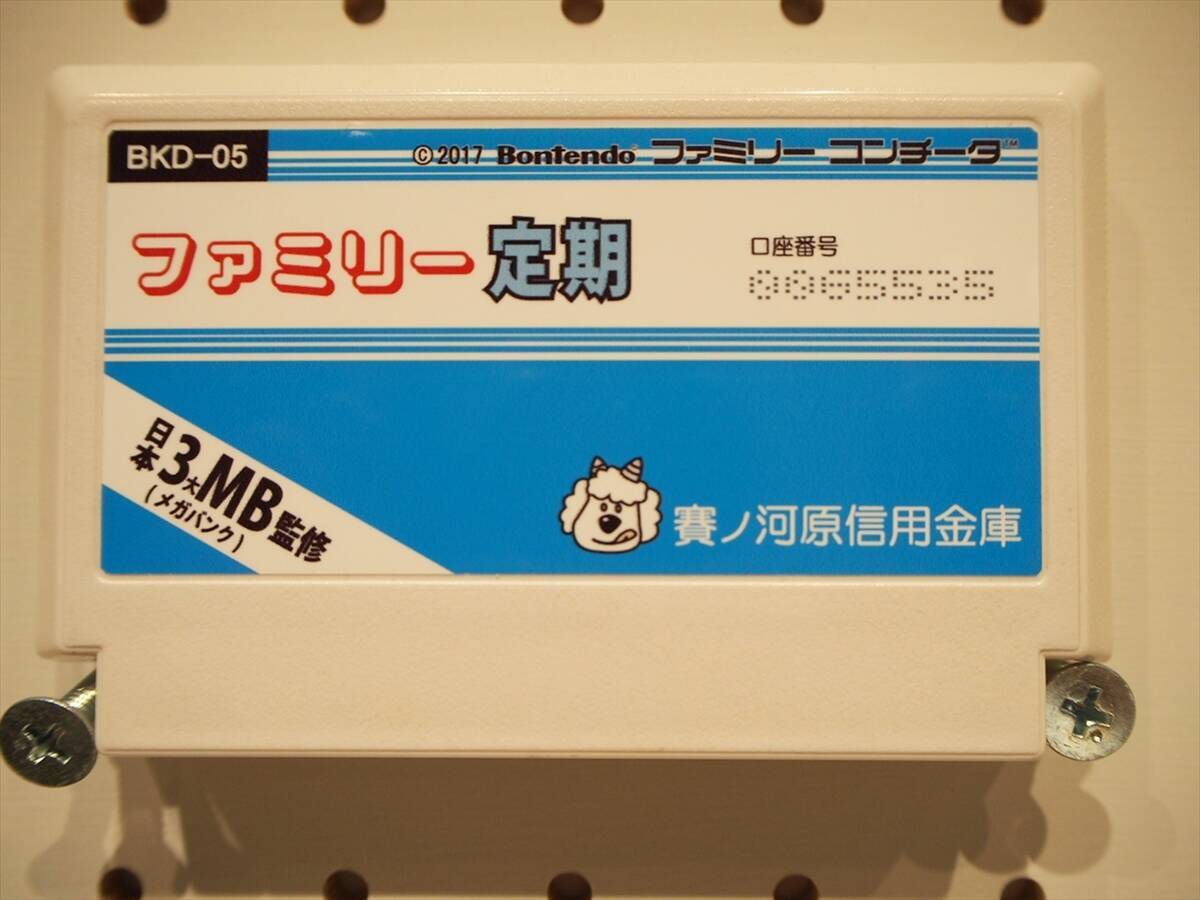 BKD-05
©2017 Bontendo® ファミリー コンチータ™
ファミリー定期
口座番号
0065535
日本3大MB監修
(メガバンク)
賽ノ河原信用金庫